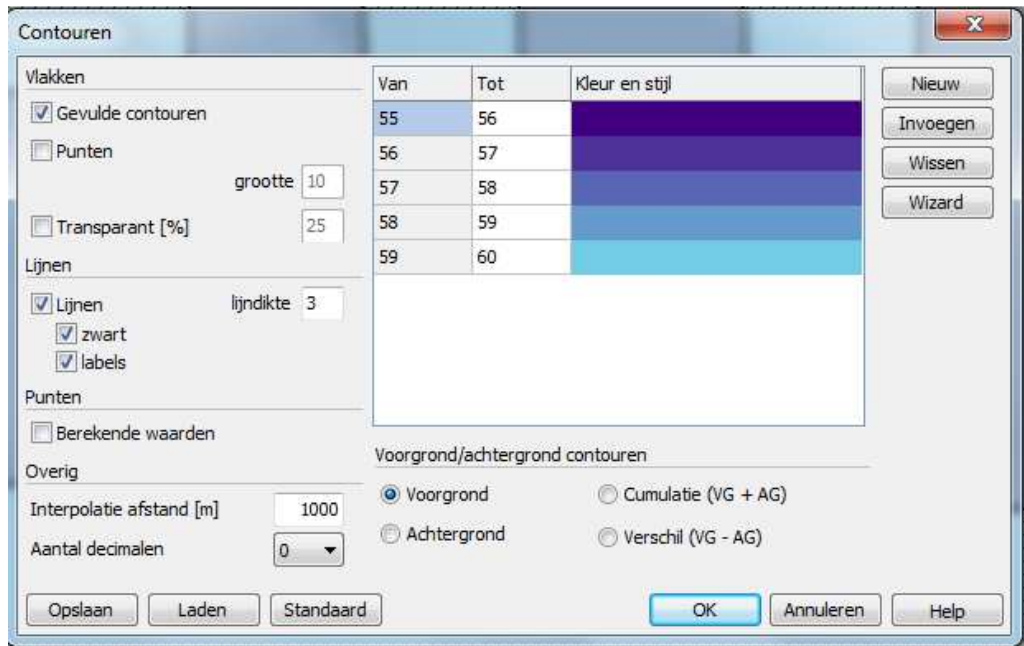 Contouren
Vlakken
Gevulde contouren
Punten
grootte 10
Transparant [%] 25
Lijnen
Lijnen lijndikte 3
zwart
labels
Punten
Berekende waarden
Overig
Interpolatie afstand [m] 1000
Aantal decimalen 0
Van Tot Kleur en stijl
55 56
56 57
57 58
58 59
59 60
Nieuw
Invoegen
Wissen
Wizard
Voorgrond/achtergrond contouren
Voorgrond Cumulatie (VG + AG)
Achtergrond Verschil (VG - AG)
Opslaan Laden Standaard OK Annuleren Help